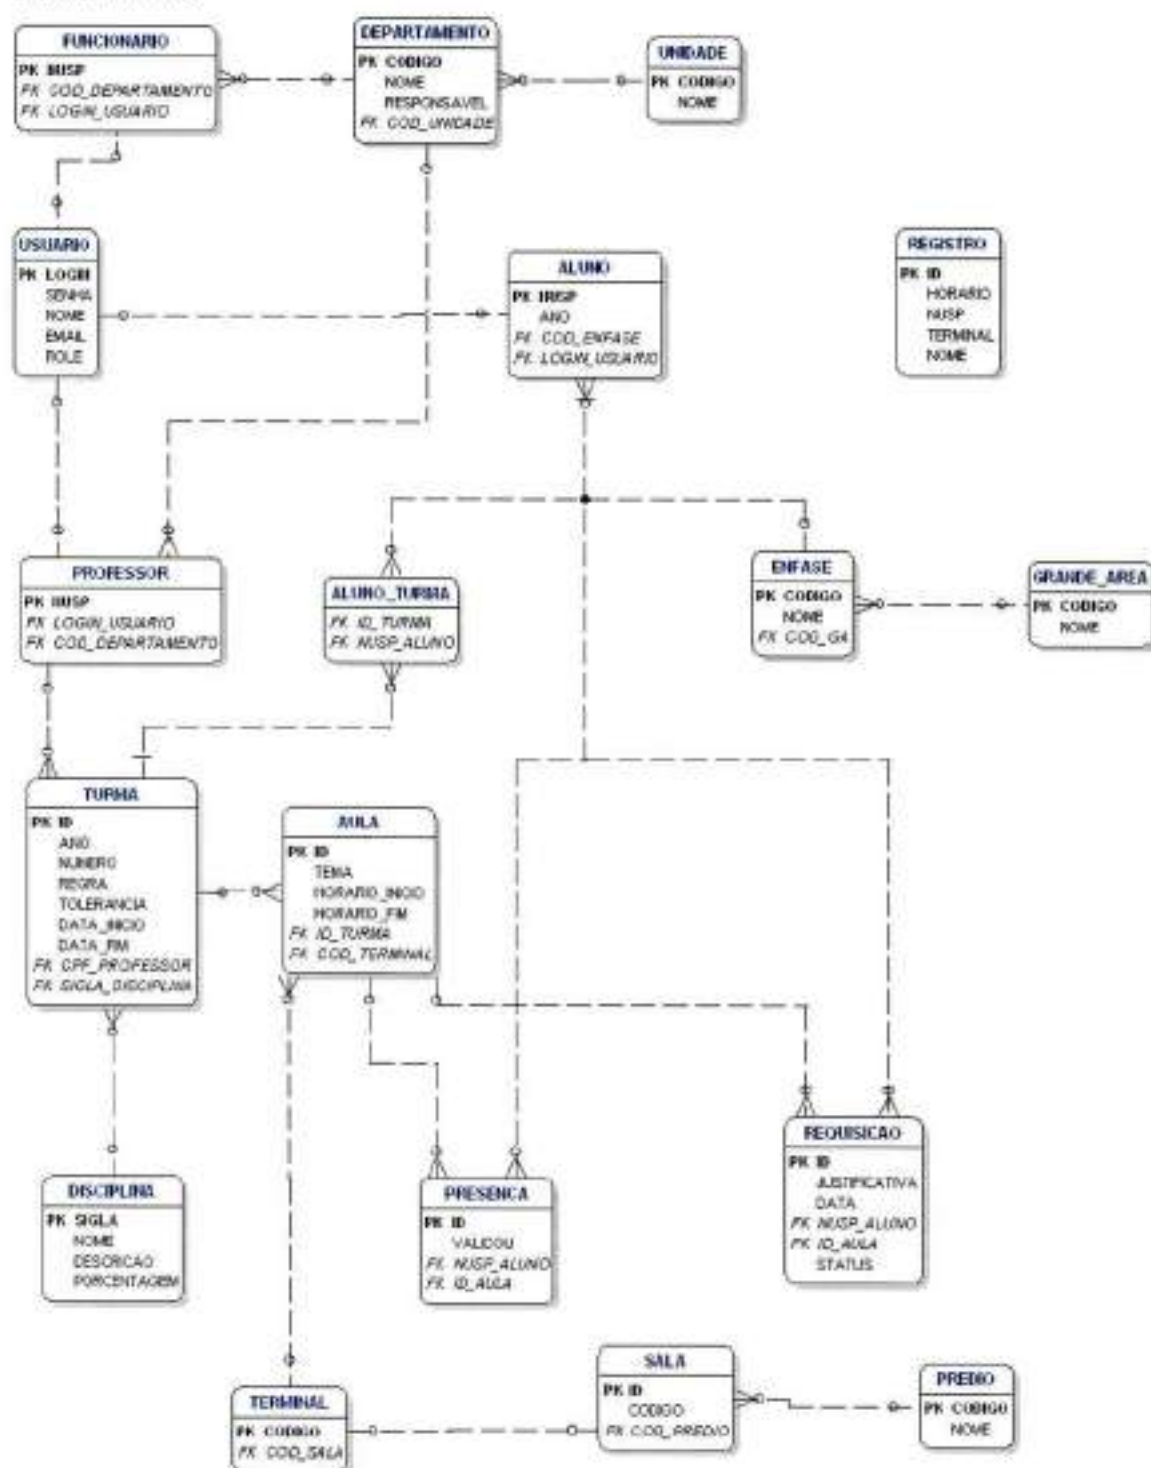 FUNCIONARIO
PK NUSP
FK COD_DEPARTAMENTO
FK LOGIN_USUARIO
DEPARTAMENTO
PK CODIGO
NOME
RESPONSAVEL
FK COD_UNIDADE
UNIDADE
PK CODIGO
NOME
USUARIO
PK LOGIN
SENHA
NOME
EMAIL
ROLE
ALUNO
PK NUSP
ANO
FK COD_ENFASE
FK LOGIN_USUARIO
REGISTRO
PK ID
HORARIO
NUSP
TERMINAL
NOME
PROFESSOR
PK NUSP
FK LOGIN_USUARIO
FK COD_DEPARTAMENTO
ALUNO_TURMA
FK ID_TURMA
FK NUSP_ALUNO
ENFASE
PK CODIGO
NOME
FK COD_GA
GRANDE_AREA
PK CODIGO
NOME
TURMA
PK ID
ANO
NUMERO
REGRA
TOLERANCIA
DATA_INICIO
DATA_FIM
FK CPF_PROFESSOR
FK SIGLA_DISCIPLINA
AULA
PK ID
TEMA
HORARIO_INICIO
HORARIO_FIM
FK ID_TURMA
FK COD_TERMINAL
DISCIPLINA
PK SIGLA
NOME
DESCRICAO
PORCENTAGEM
PRESENCA
PK ID
VALIDOU
FK NUSP_ALUNO
FK ID_AULA
REQUISICAO
PK ID
JUSTIFICATIVA
DATA
FK NUSP_ALUNO
FK ID_AULA
STATUS
TERMINAL
PK CODIGO
FK COD_SALA
SALA
PK ID
CODIGO
FK COD_PREDIO
PREDIO
PK CODIGO
NOME